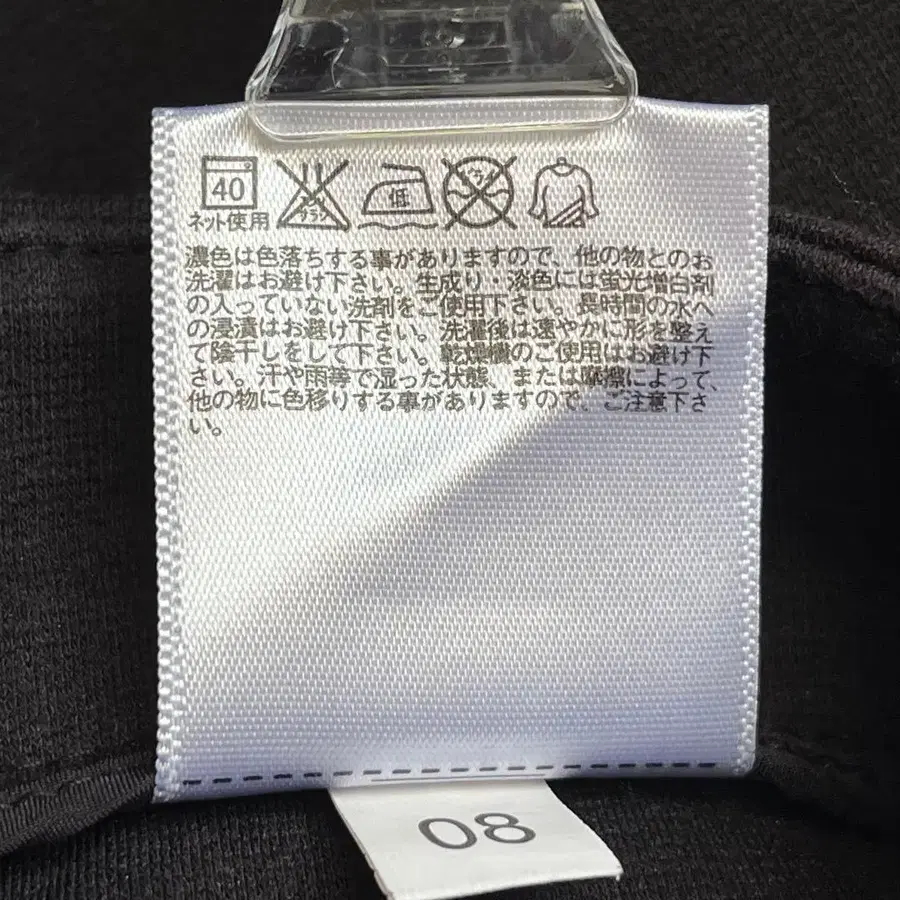 40
ネット使用
低
濃色は色落ちする事がありますので、他の物とのお
洗濯はお避け下さい。生成り・淡色には蛍光増白剤
の入っていない洗剤をご使用下さい。長時間の水へ
の浸漬はお避け下さい。洗濯後は速やかに形を整え
て陰干しをして下さい。乾燥機のご使用はお避け下
さい。汗や雨等で湿った状態、または摩擦によって、
他の物に色移りする事がありますので、ご注意下さ
い。
08